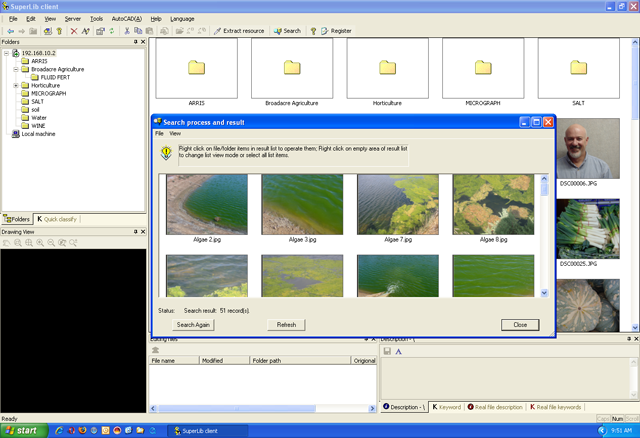 SuperLib client
File Edit View Server Tools AutoCAD(A) Help Language
Extract resource Search Register
Folders
192.168.10.2
ARRIS
Broadacre Agriculture
FLUID FERT
Horticulture
MICROGRAPH
SALT
soil
Water
WINE
Local machine
Folders K Quick classify
Drawing View
ARRIS Broadacre Agriculture Horticulture MICROGRAPH SALT
DSC00006.JPG
DSC00025.JPG
Search process and result
File View
Right click on file/folder items in result list to operate them; Right click on empty area of result list
to change list view mode or select all list items.
Algae 2.jpg Algae 3.jpg Algae 7.jpg Algae 8.jpg
Status: Search result: 51 record(s).
Search Again Refresh Close
Editing files
File name Modified Folder path Origional
Description - \
A
Description - \ K Keyword Real file description K Real file keywords
Ready
Caps Num Scrl
start SuperLib client 9:51 AM